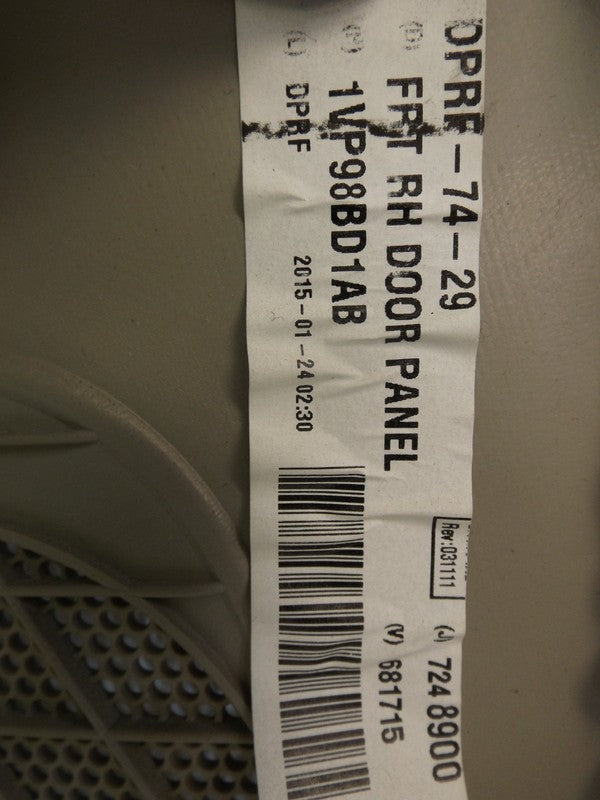 DPRF-74-29
(D) FRT RH DOOR PANEL
(N) 1VP98BD1AB
(L) DPRF 2015-01-24 02:30
Rev:031111
(J) 724 8900
(V) 681715